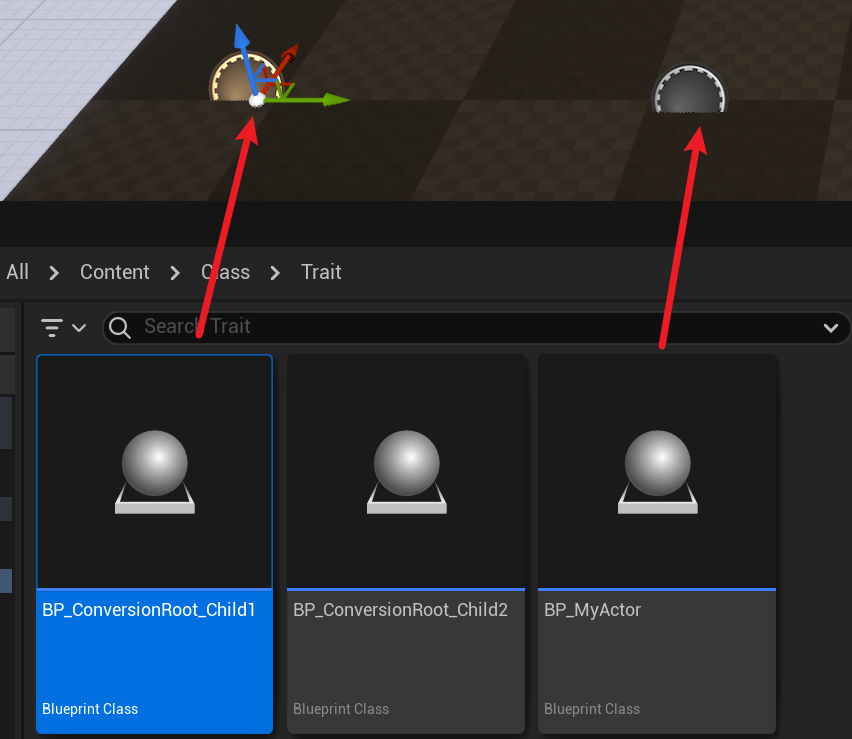 All > Content > Class > Trait
Search Trait
BP_ConversionRoot_Child1
BP_ConversionRoot_Child2
BP_MyActor
Blueprint Class
Blueprint Class
Blueprint Class